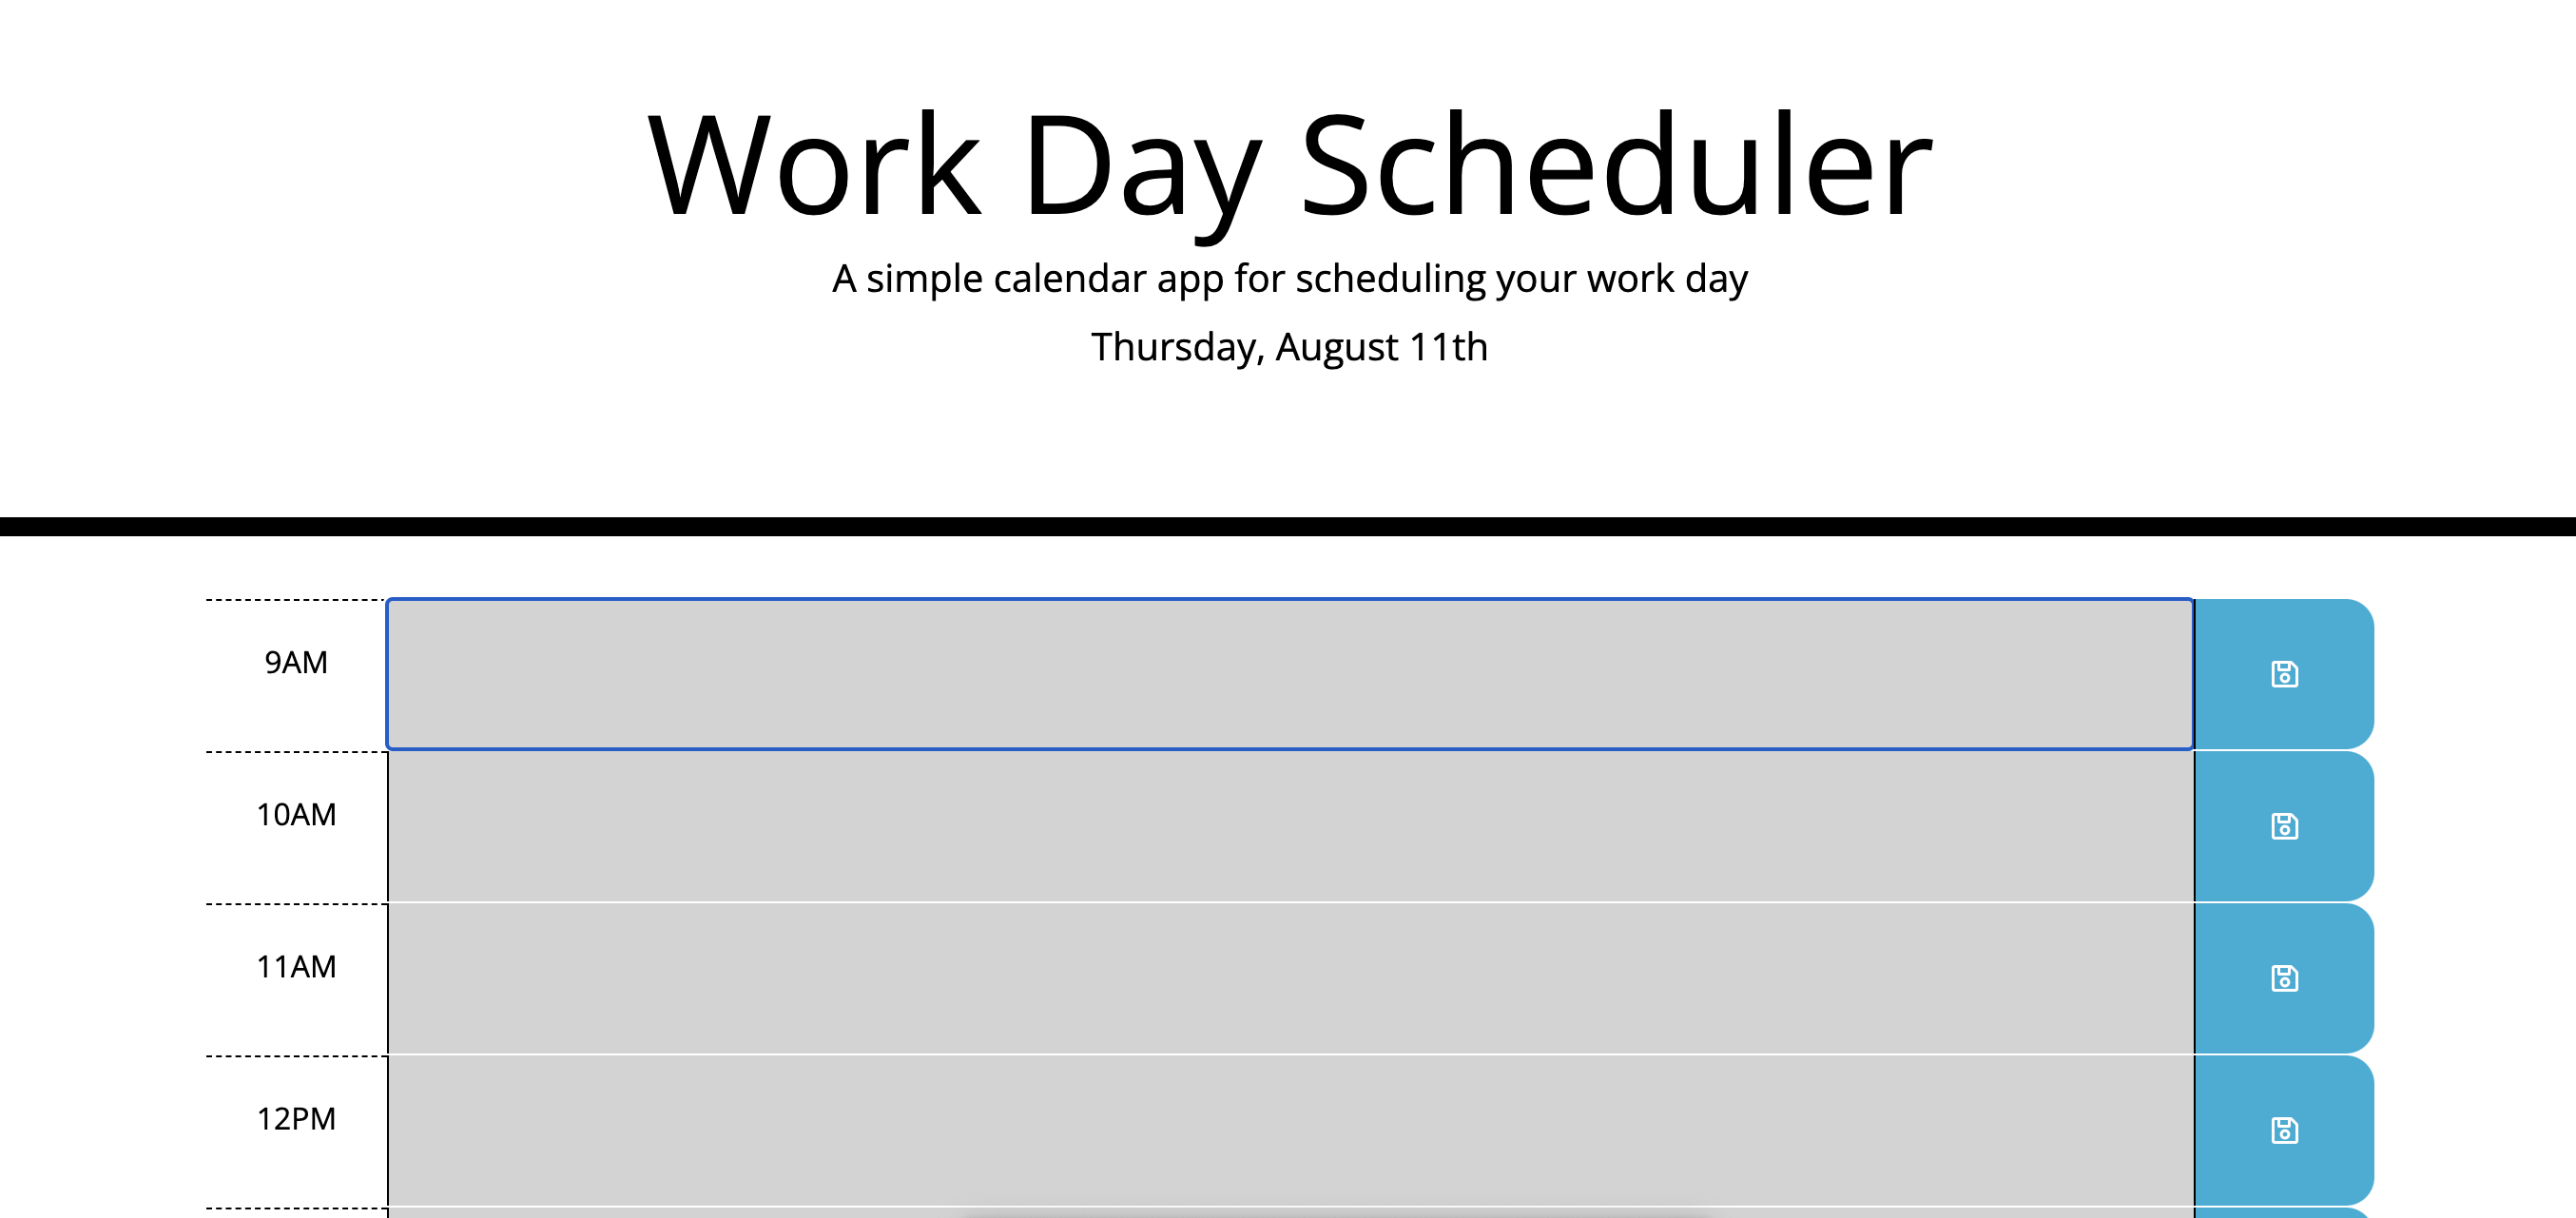 Work Day Scheduler
A simple calendar app for scheduling your work day
Thursday, August 11th
9AM
10AM
11AM
12PM